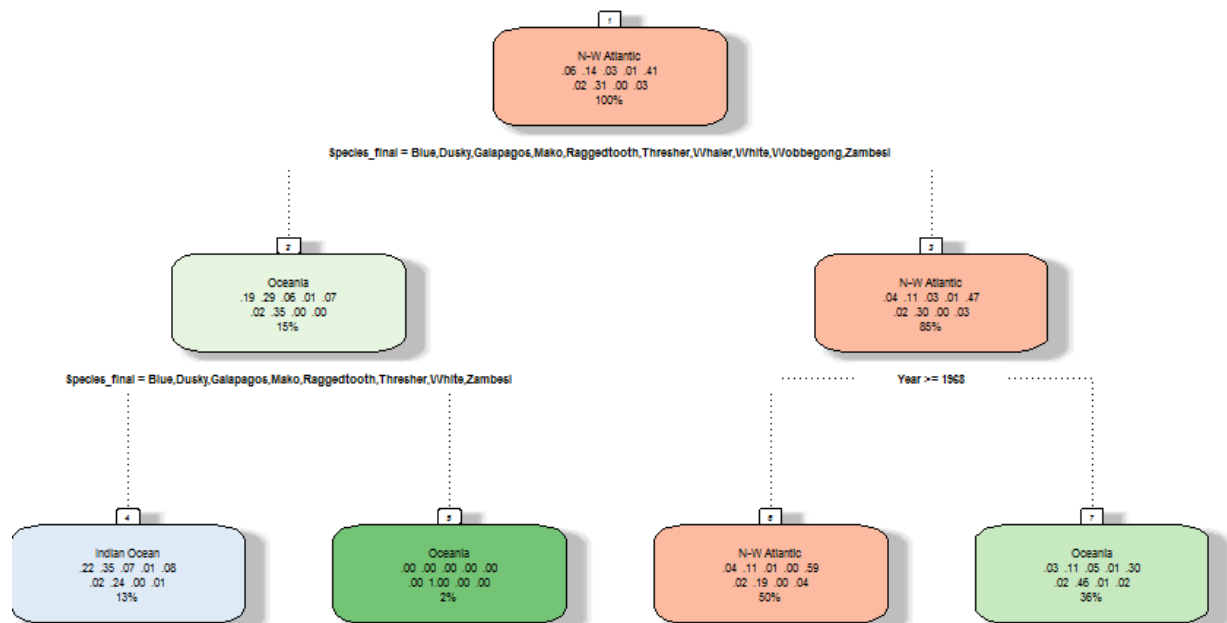 1
N-W Atlantic
.06 .14 .03 .01 .41
.02 .31 .00 .03
100%
Species_final = Blue,Dusky,Galapagos,Mako,Raggedtooth,Thresher,Whaler,White,Wobbegong,Zambesi
2
Oceania
.19 .29 .06 .01 .07
.02 .35 .00 .00
15%
3
N-W Atlantic
.04 .11 .03 .01 .47
.02 .30 .00 .03
85%
Species_final = Blue,Dusky,Galapagos,Mako,Raggedtooth,Thresher,White,Zambesi
Year >= 1968
4
Indian Ocean
.22 .35 .07 .01 .08
.02 .24 .00 .01
13%
5
Oceania
.00 .00 .00 .00 .00
.00 1.00 .00 .00
2%
6
N-W Atlantic
.04 .11 .01 .00 .59
.02 .19 .00 .04
50%
7
Oceania
.03 .11 .05 .01 .30
.02 .46 .01 .02
36%